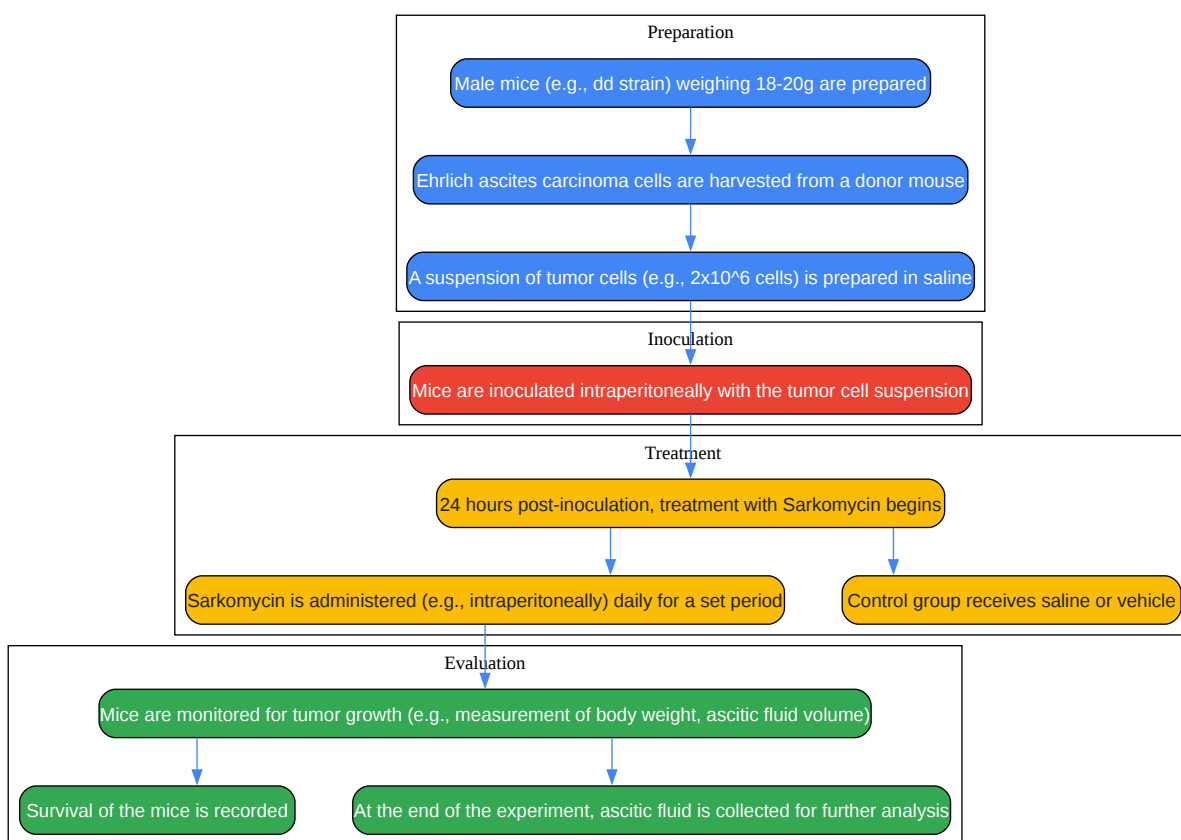 Preparation
Male mice (e.g., dd strain) weighing 18-20g are prepared
Ehrlich ascites carcinoma cells are harvested from a donor mouse
A suspension of tumor cells (e.g., 2x10^6 cells) is prepared in saline
Inoculation
Mice are inoculated intraperitoneally with the tumor cell suspension
Treatment
24 hours post-inoculation, treatment with Sarkomycin begins
Sarkomycin is administered (e.g., intraperitoneally) daily for a set period
Control group receives saline or vehicle
Evaluation
Mice are monitored for tumor growth (e.g., measurement of body weight, ascitic fluid volume)
Survival of the mice is recorded
At the end of the experiment, ascitic fluid is collected for further analysis